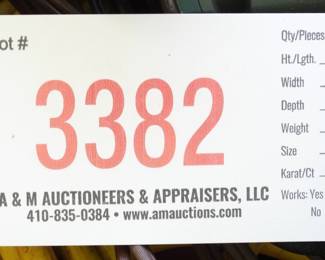 ot #
3382
A & M AUCTIONEERS & APPRAISERS, LLC
410-835-0384 • www.amauctions.com
Qty/Pieces
Ht./Lgth.
Width
Depth
Weight
Size
Karat/Ct
Works: Yes
No